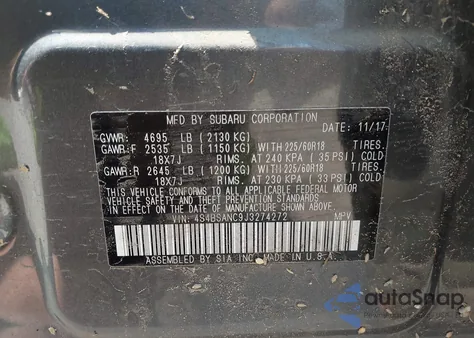 MFD BY SUBARU CORPORATION
DATE: 11/17
GVWR: 4695 LB (2130 KG)
GAWR:F 2535 LB (1150 KG) WITH 225/60R18 TIRES.
18X7J RIMS. AT 240 KPA (35 PSI) COLD.
GAWR:R 2645 LB (1200 KG) WITH 225/60R18 TIRES.
18X7J RIMS. AT 230 KPA (33 PSI) COLD.
THIS VEHICLE CONFORMS TO ALL APPLICABLE FEDERAL MOTOR
VEHICLE SAFETY STANDARDS IN EFFECT ON THE DATE OF
MANUFACTURE SHOWN ABOVE.
VIN: 4S4BSANC9J3274272 MPV
ASSEMBLED BY SIA INC. MADE IN U.S.A.
autoSnap